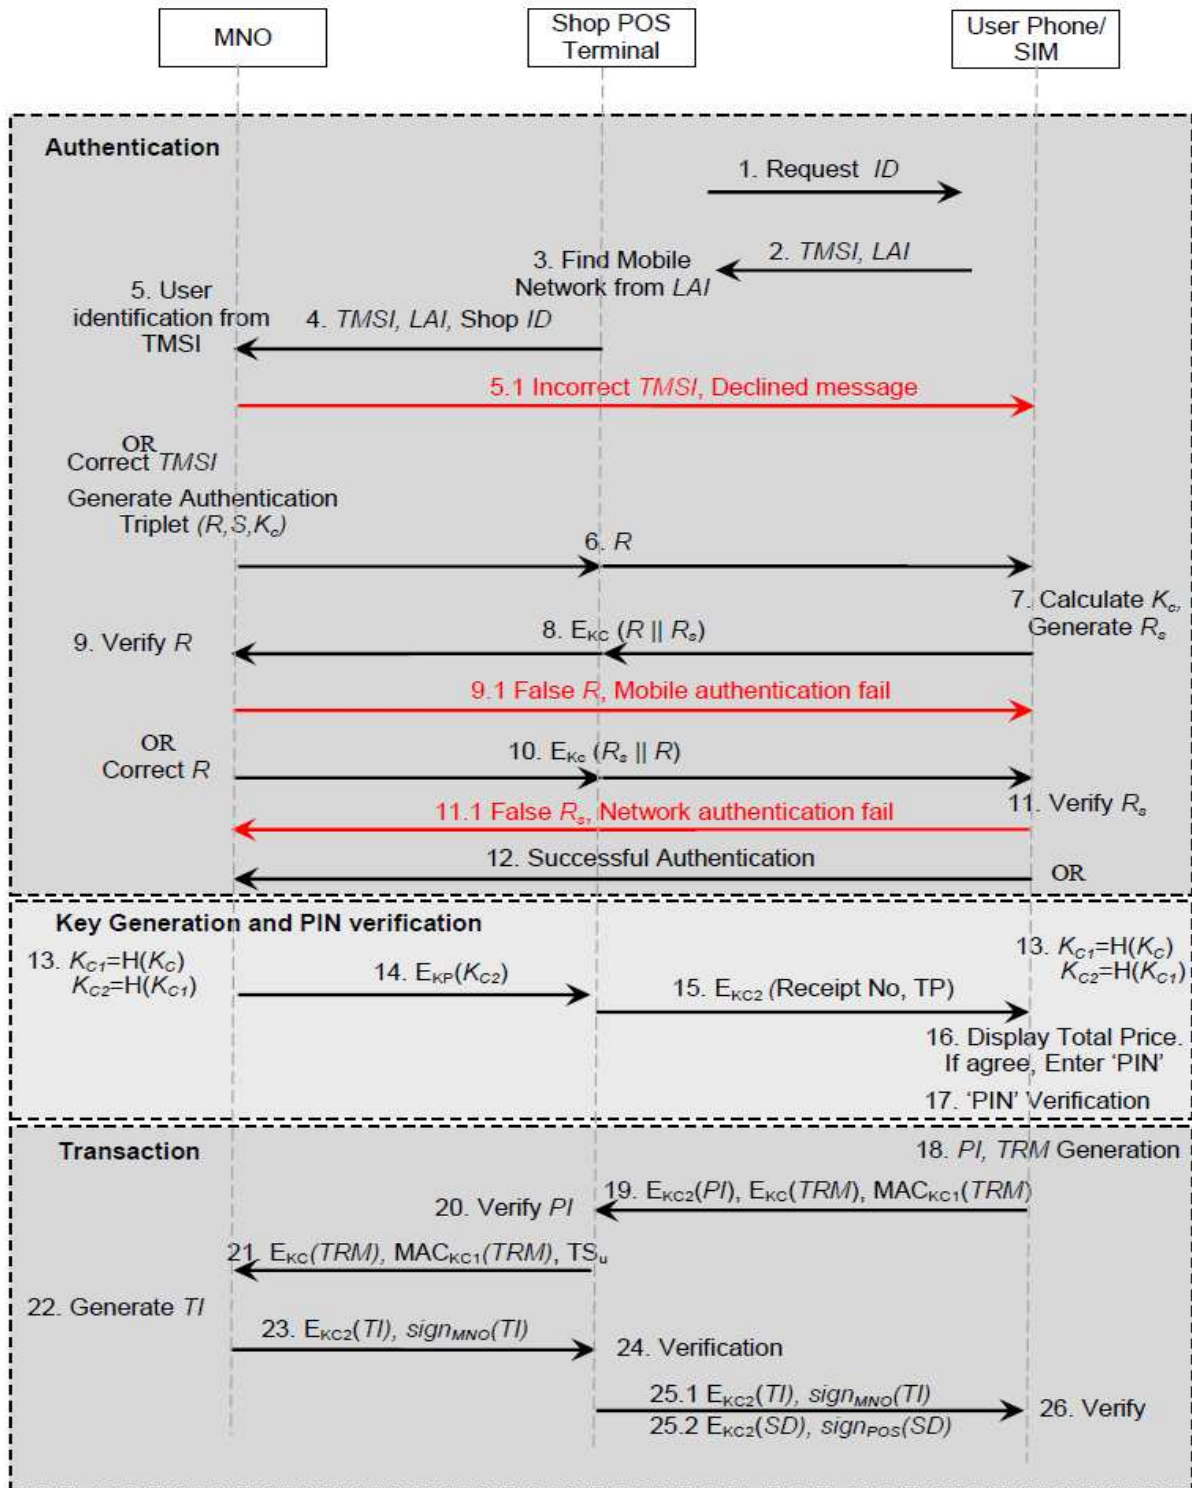 MNO
Shop POS
Terminal
User Phone/
SIM
Authentication
1. Request ID
2. TMSI, LAI
3. Find Mobile
Network from LAI
5. User
identification from
TMSI
4. TMSI, LAI, Shop ID
5.1 Incorrect TMSI, Declined message
OR
Correct TMSI
Generate Authentication
Triplet (R,S,Kc)
6. R
7. Calculate Kc,
Generate Rs
8. EKC (R || Rs)
9. Verify R
9.1 False R, Mobile authentication fail
OR
Correct R
10. EKc (Rs || R)
11. Verify Rs
11.1 False Rs, Network authentication fail
12. Successful Authentication
OR
Key Generation and PIN verification
13. KC1=H(KC)
KC2=H(KC1)
14. EKP(KC2)
15. EKC2 (Receipt No, TP)
13. KC1=H(KC)
KC2=H(KC1)
16. Display Total Price.
If agree, Enter ‘PIN’
17. ‘PIN’ Verification
Transaction
18. PI, TRM Generation
19. EKC2(PI), EKC(TRM), MACKC1(TRM)
20. Verify PI
21. EKC(TRM), MACKC1(TRM), TSu
22. Generate TI
23. EKC2(TI), signMNO(TI)
24. Verification
25.1 EKC2(TI), signMNO(TI)
25.2 EKC2(SD), signPOS(SD)
26. Verify